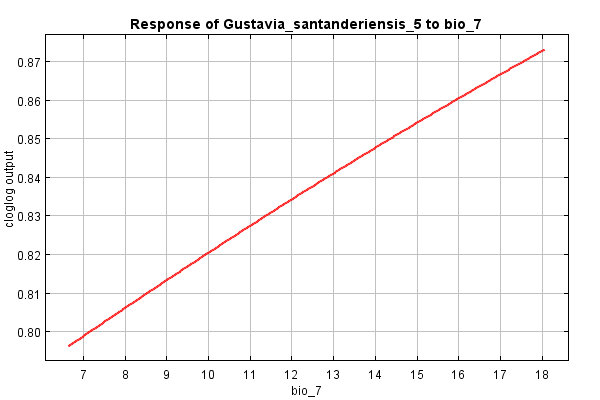 Response of Gustavia_santanderiensis_5 to bio_7
cloglog output
0.87
0.86
0.85
0.84
0.83
0.82
0.81
0.80
7 8 9 10 11 12 13 14 15 16 17 18
bio_7